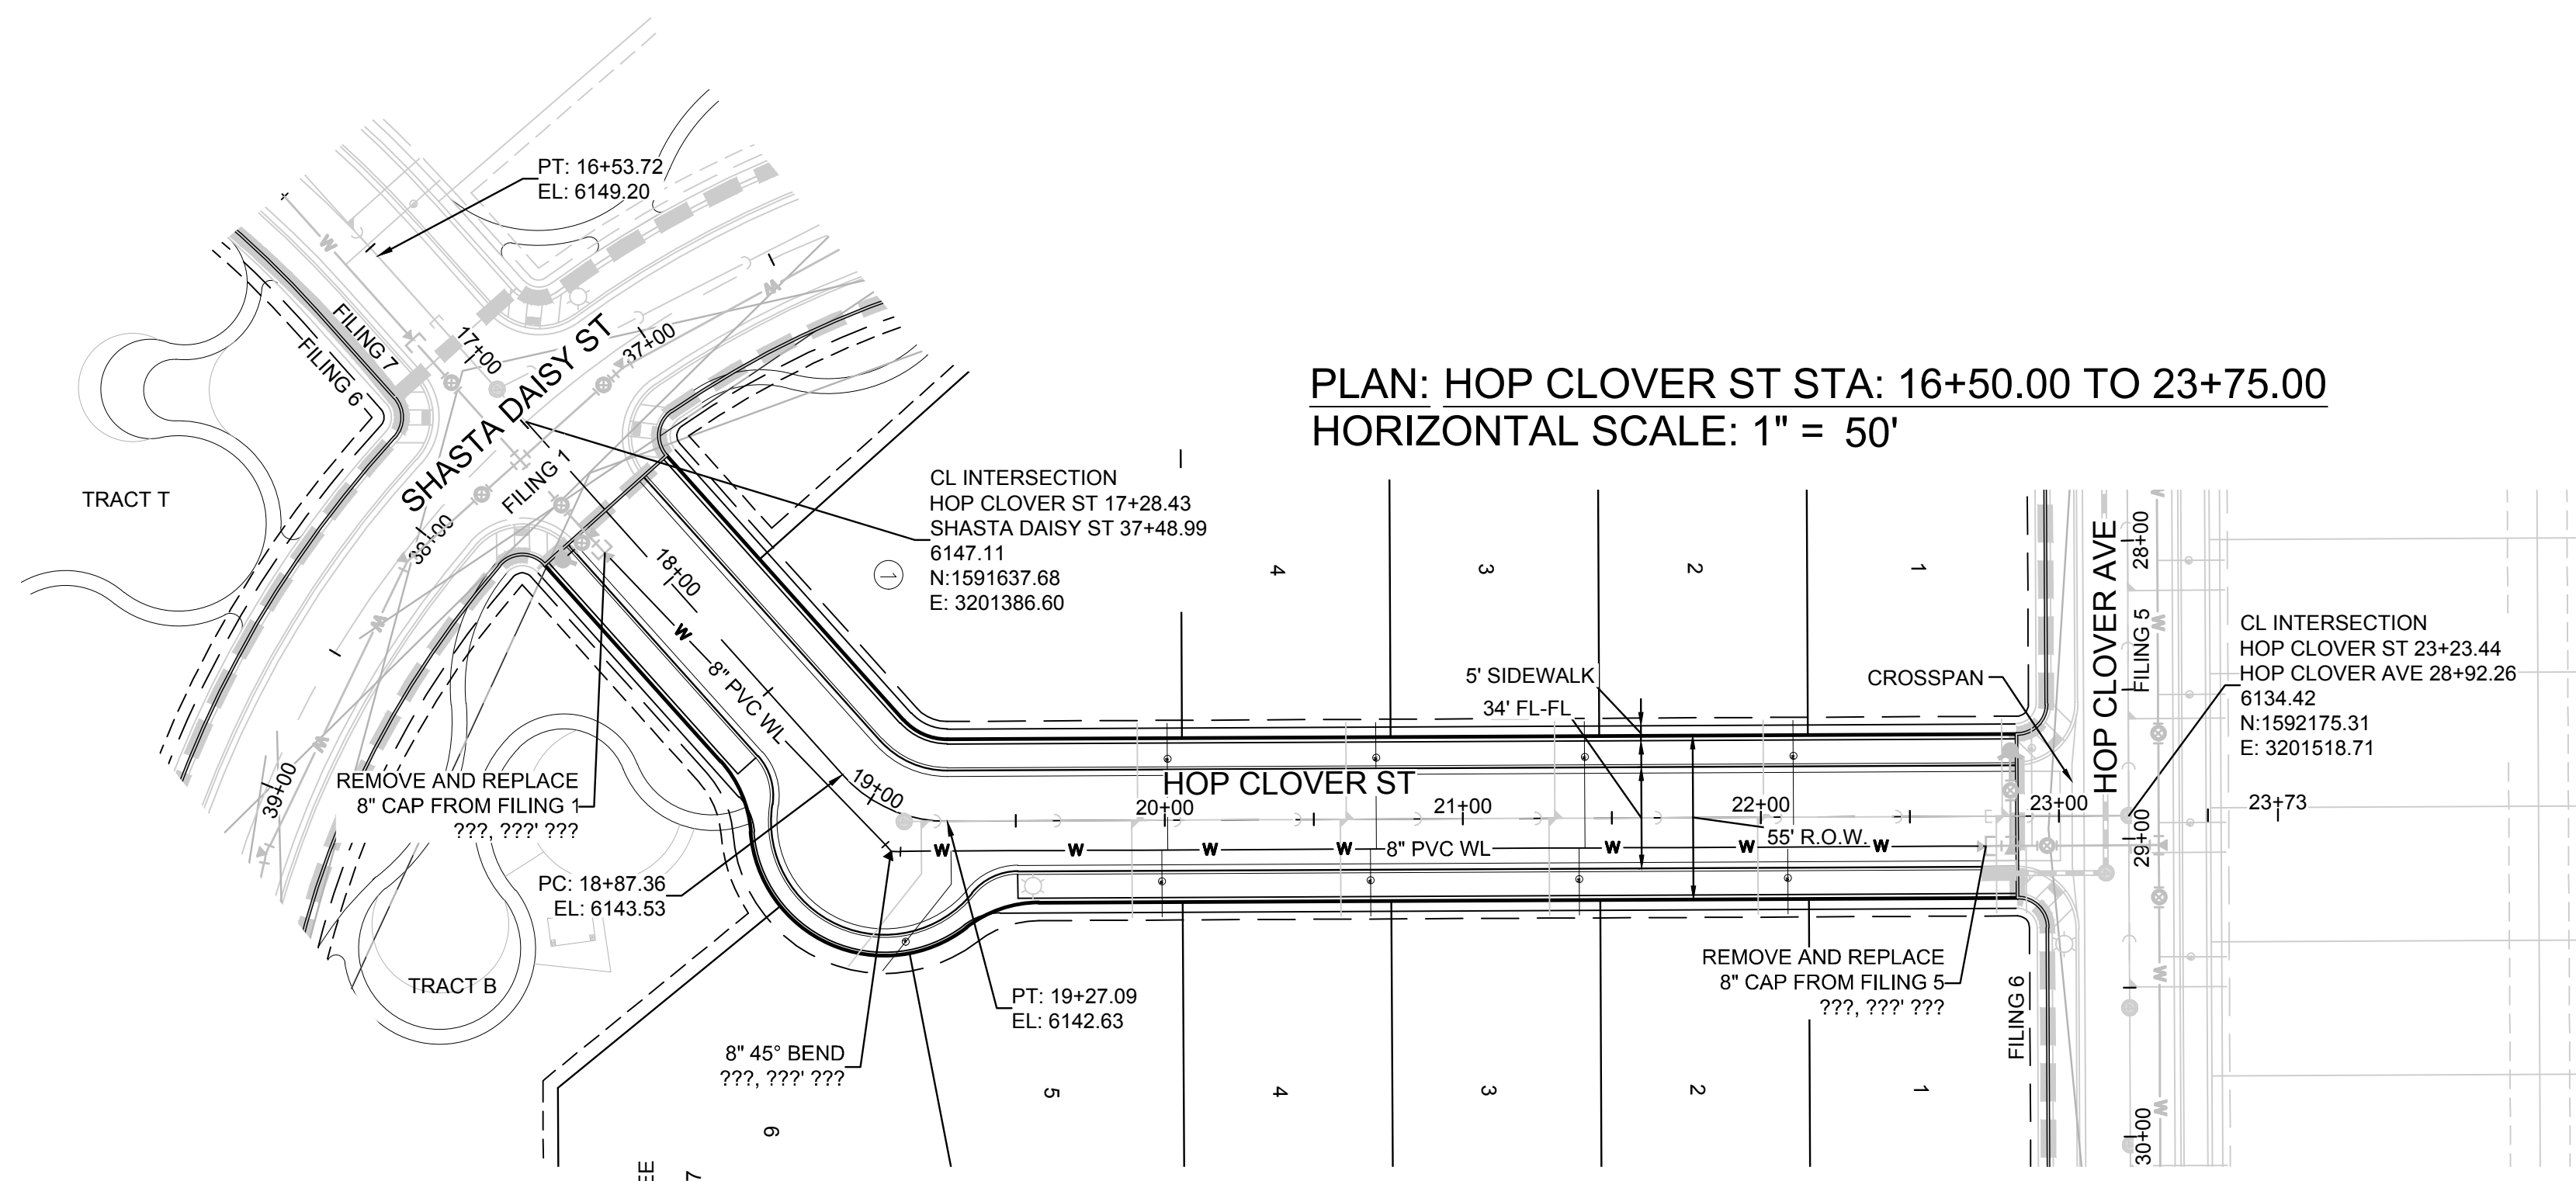 PT: 16+53.72
EL: 6149.20
FILING 7
FILING 6
17+00
37+00
SHASTA DAISY ST
FILING 1
38+00
39+00
TRACT T
PLAN: HOP CLOVER ST STA: 16+50.00 TO 23+75.00
HORIZONTAL SCALE: 1" = 50'
CL INTERSECTION
HOP CLOVER ST 17+28.43
SHASTA DAISY ST 37+48.99
6147.11
N:1591637.68
E: 3201386.60
1
4
3
2
1
18+00
W
8" PVC WL
HOP CLOVER AVE
28+00
FILING 5
29+00
30+00
CL INTERSECTION
HOP CLOVER ST 23+23.44
HOP CLOVER AVE 28+92.26
6134.42
N:1592175.31
E: 3201518.71
5' SIDEWALK
34' FL-FL
CROSSPAN
REMOVE AND REPLACE
8" CAP FROM FILING 1
???, ???' ???
19+00
HOP CLOVER ST
20+00
21+00
22+00
23+00
23+73
55' R.O.W.
W W W W 8" PVC WL W W W
PC: 18+87.36
EL: 6143.53
TRACT B
PT: 19+27.09
EL: 6142.63
8" 45° BEND
???, ???' ???
REMOVE AND REPLACE
8" CAP FROM FILING 5
???, ???' ???
FILING 6
6
5
4
3
2
1
EE
7
W
W
W
W
W
W
W
W
W